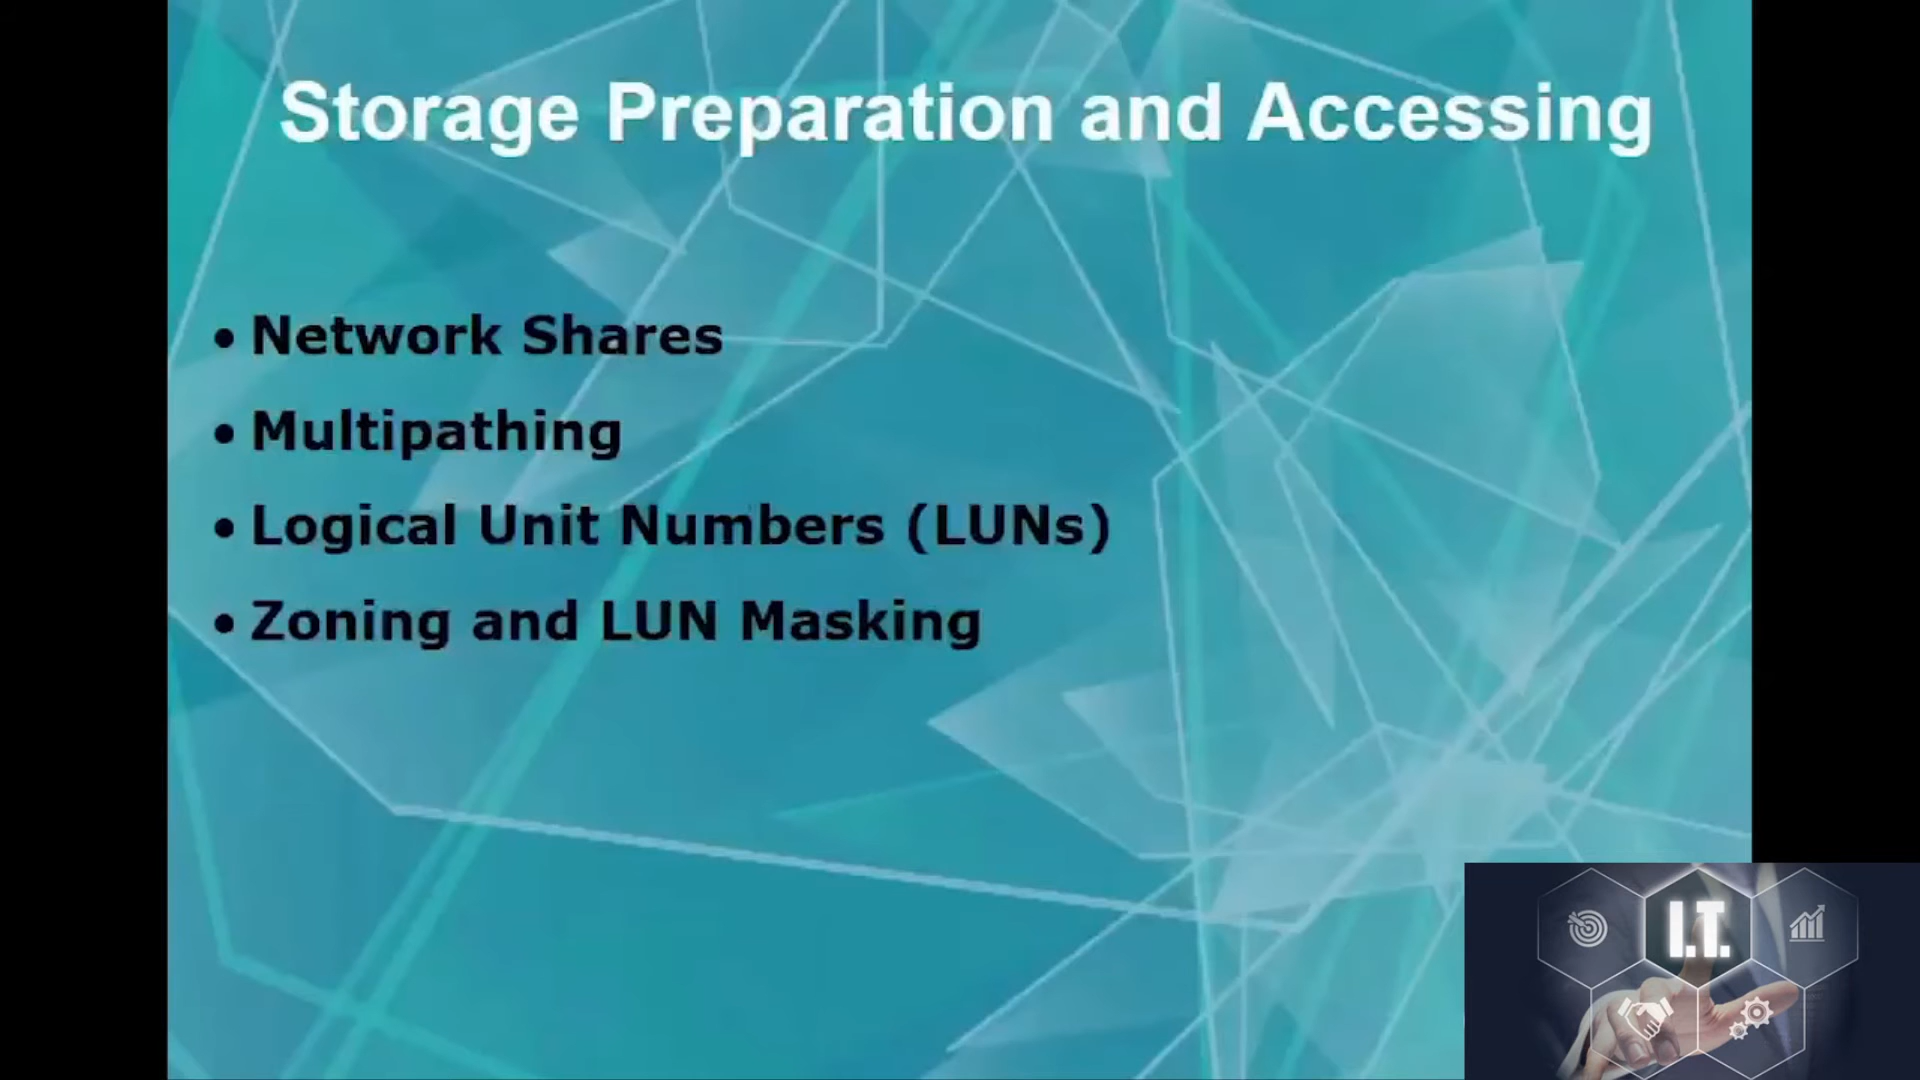 Storage Preparation and Accessing
• Network Shares
• Multipathing
• Logical Unit Numbers (LUNs)
• Zoning and LUN Masking
I.T.